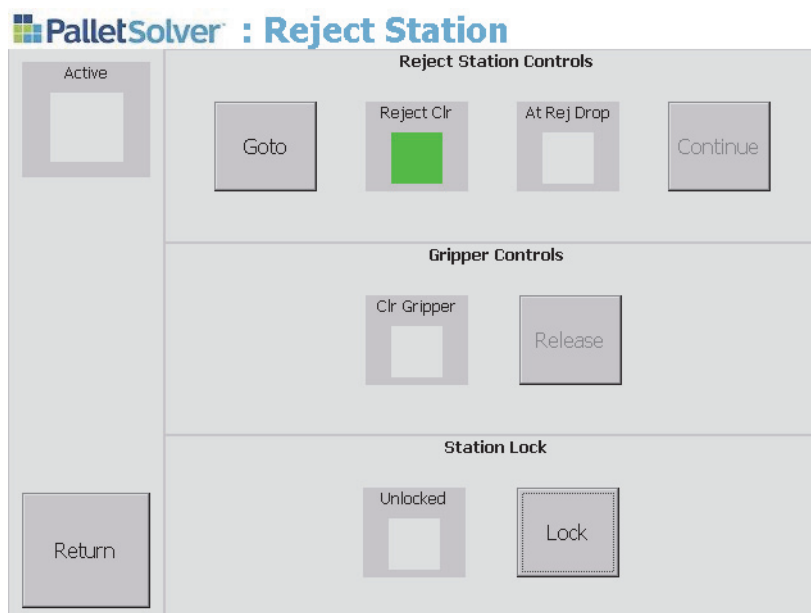 PalletSolver : Reject Station
Active
Reject Station Controls
Goto
Reject Clr
At Rej Drop
Continue
Gripper Controls
Clr Gripper
Release
Station Lock
Unlocked
Lock
Return